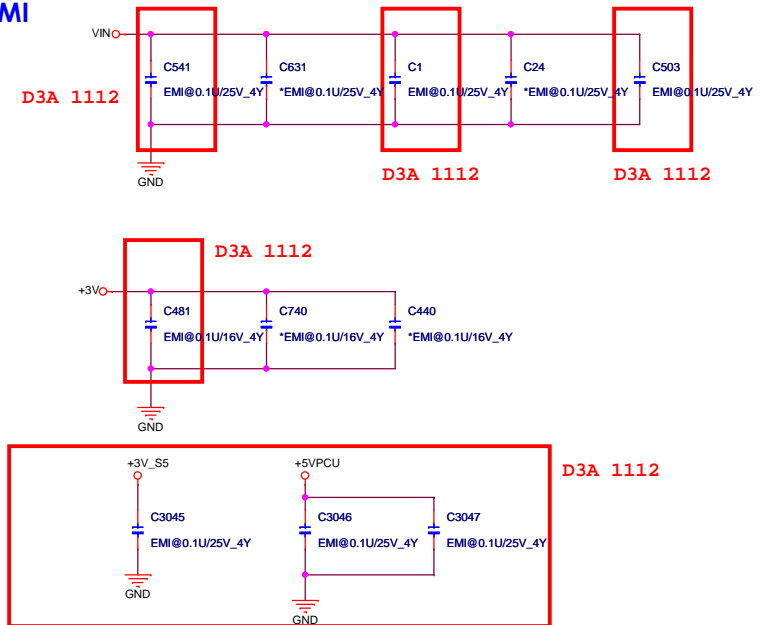 MI
VIN
C541
EMI@0.1U/25V_4Y
C631
*EMI@0.1U/25V_4Y
C1
EMI@0.1U/25V_4Y
C24
*EMI@0.1U/25V_4Y
C503
EMI@0.1U/25V_4Y
D3A 1112
GND
D3A 1112
D3A 1112
D3A 1112
+3V
C481
EMI@0.1U/16V_4Y
C740
*EMI@0.1U/16V_4Y
C440
*EMI@0.1U/16V_4Y
GND
+3V_S5
+5VPCU
D3A 1112
C3045
EMI@0.1U/25V_4Y
C3046
EMI@0.1U/25V_4Y
C3047
EMI@0.1U/25V_4Y
GND
GND